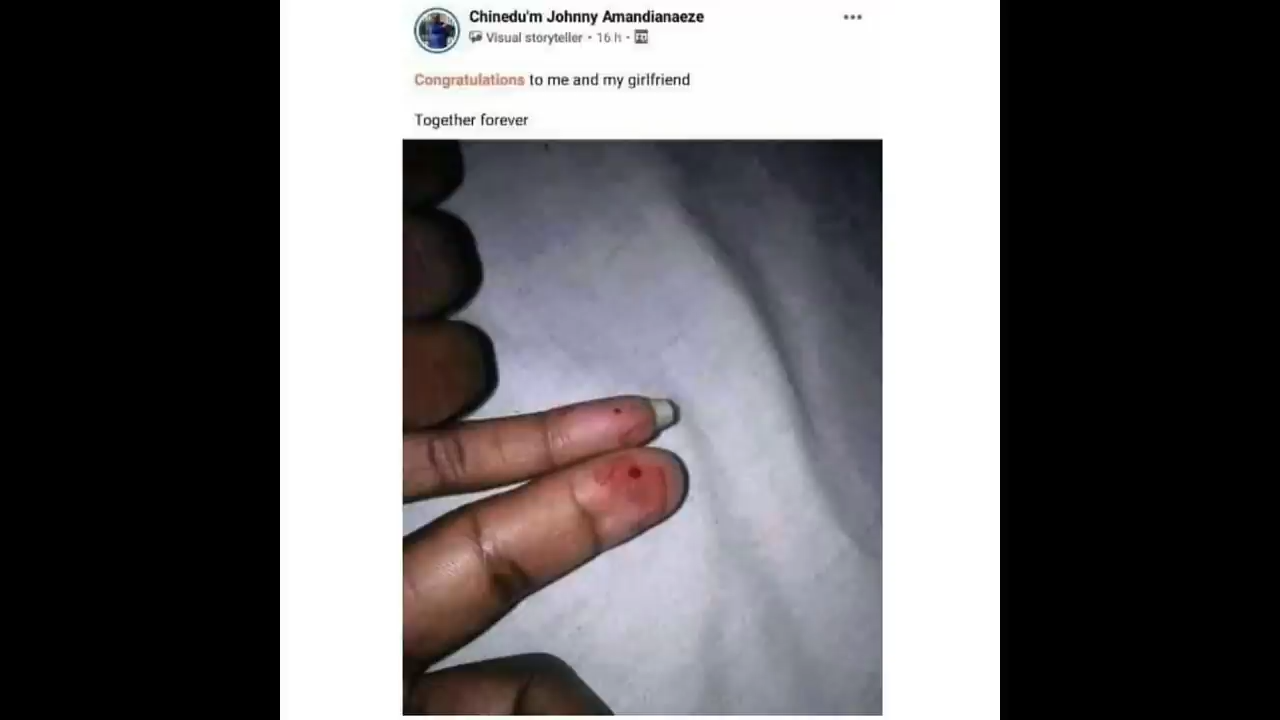 Chinedu'm Johnny Amandianaeze
Visual storyteller • 16 h •
Congratulations to me and my girlfriend
Together forever